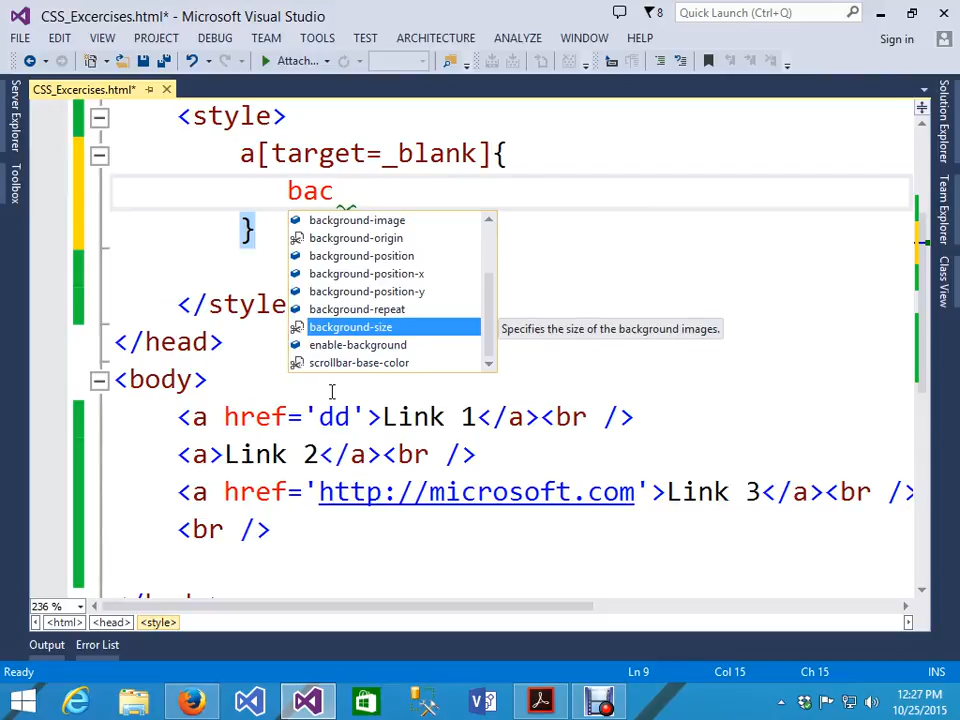 CSS_Excercises.html* - Microsoft Visual Studio
8
Quick Launch (Ctrl+Q)
FILE EDIT VIEW PROJECT DEBUG TEAM TOOLS TEST ARCHITECTURE ANALYZE WINDOW HELP
Sign in
Attach...
CSS_Excercises.html*
Server Explorer
Toolbox
Solution Explorer
Team Explorer
Class View
<style>
a[target=_blank]{
bac
background-image
background-origin
background-position
background-position-x
background-position-y
background-repeat
background-size
enable-background
scrollbar-base-color
Specifies the size of the background images.
}
</style
</head>
<body>
<a href='dd'>Link 1</a><br />
<a>Link 2</a><br />
<a href='http://microsoft.com'>Link 3</a><br />
<br />
236 %
<html> <head> <style>
Output Error List
Ready Ln 9 Col 15 Ch 15 INS
12:27 PM
10/25/2015